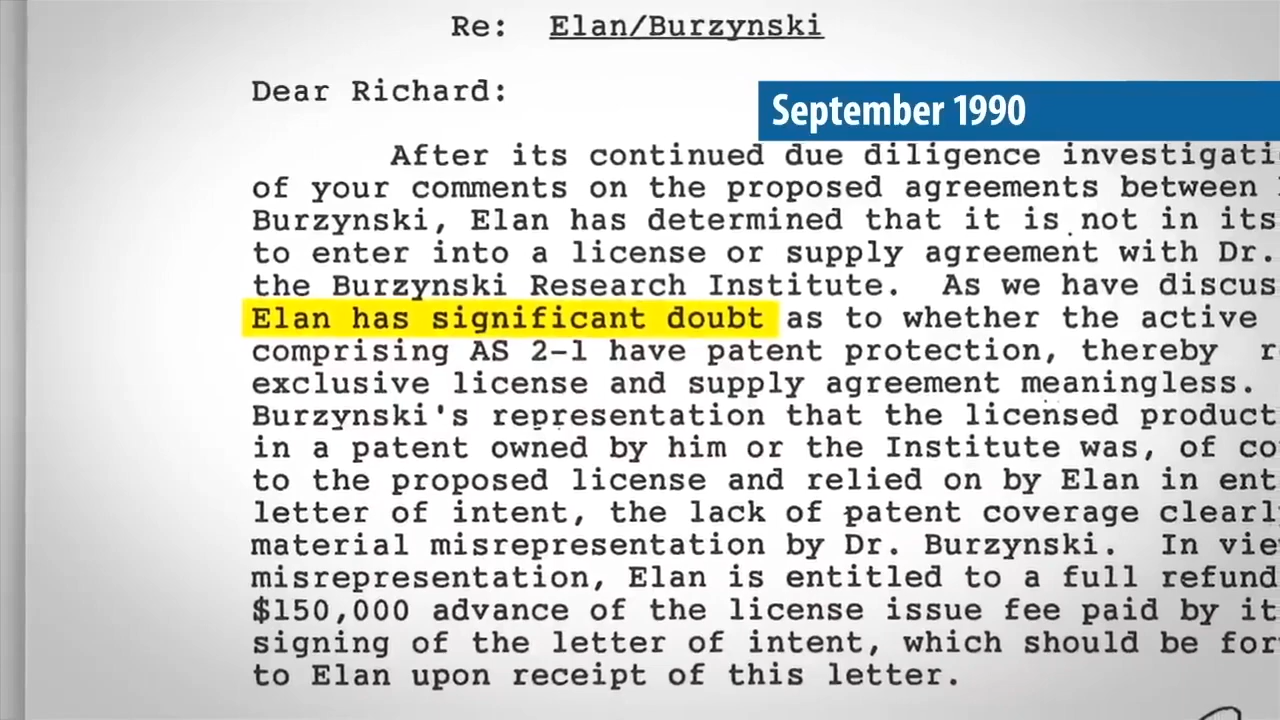 Re: Elan/Burzynski
Dear Richard:
September 1990
After its continued due diligence investigati
of your comments on the proposed agreements between
Burzynski, Elan has determined that it is not in its
to enter into a license or supply agreement with Dr.
the Burzynski Research Institute. As we have discus
Elan has significant doubt as to whether the active
comprising AS 2-1 have patent protection, thereby r
exclusive license and supply agreement meaningless.
Burzynski's representation that the licensed product
in a patent owned by him or the Institute was, of co
to the proposed license and relied on by Elan in ent
letter of intent, the lack of patent coverage clearl
material misrepresentation by Dr. Burzynski. In vie
misrepresentation, Elan is entitled to a full refund
$150,000 advance of the license issue fee paid by it
signing of the letter of intent, which should be for
to Elan upon receipt of this letter.